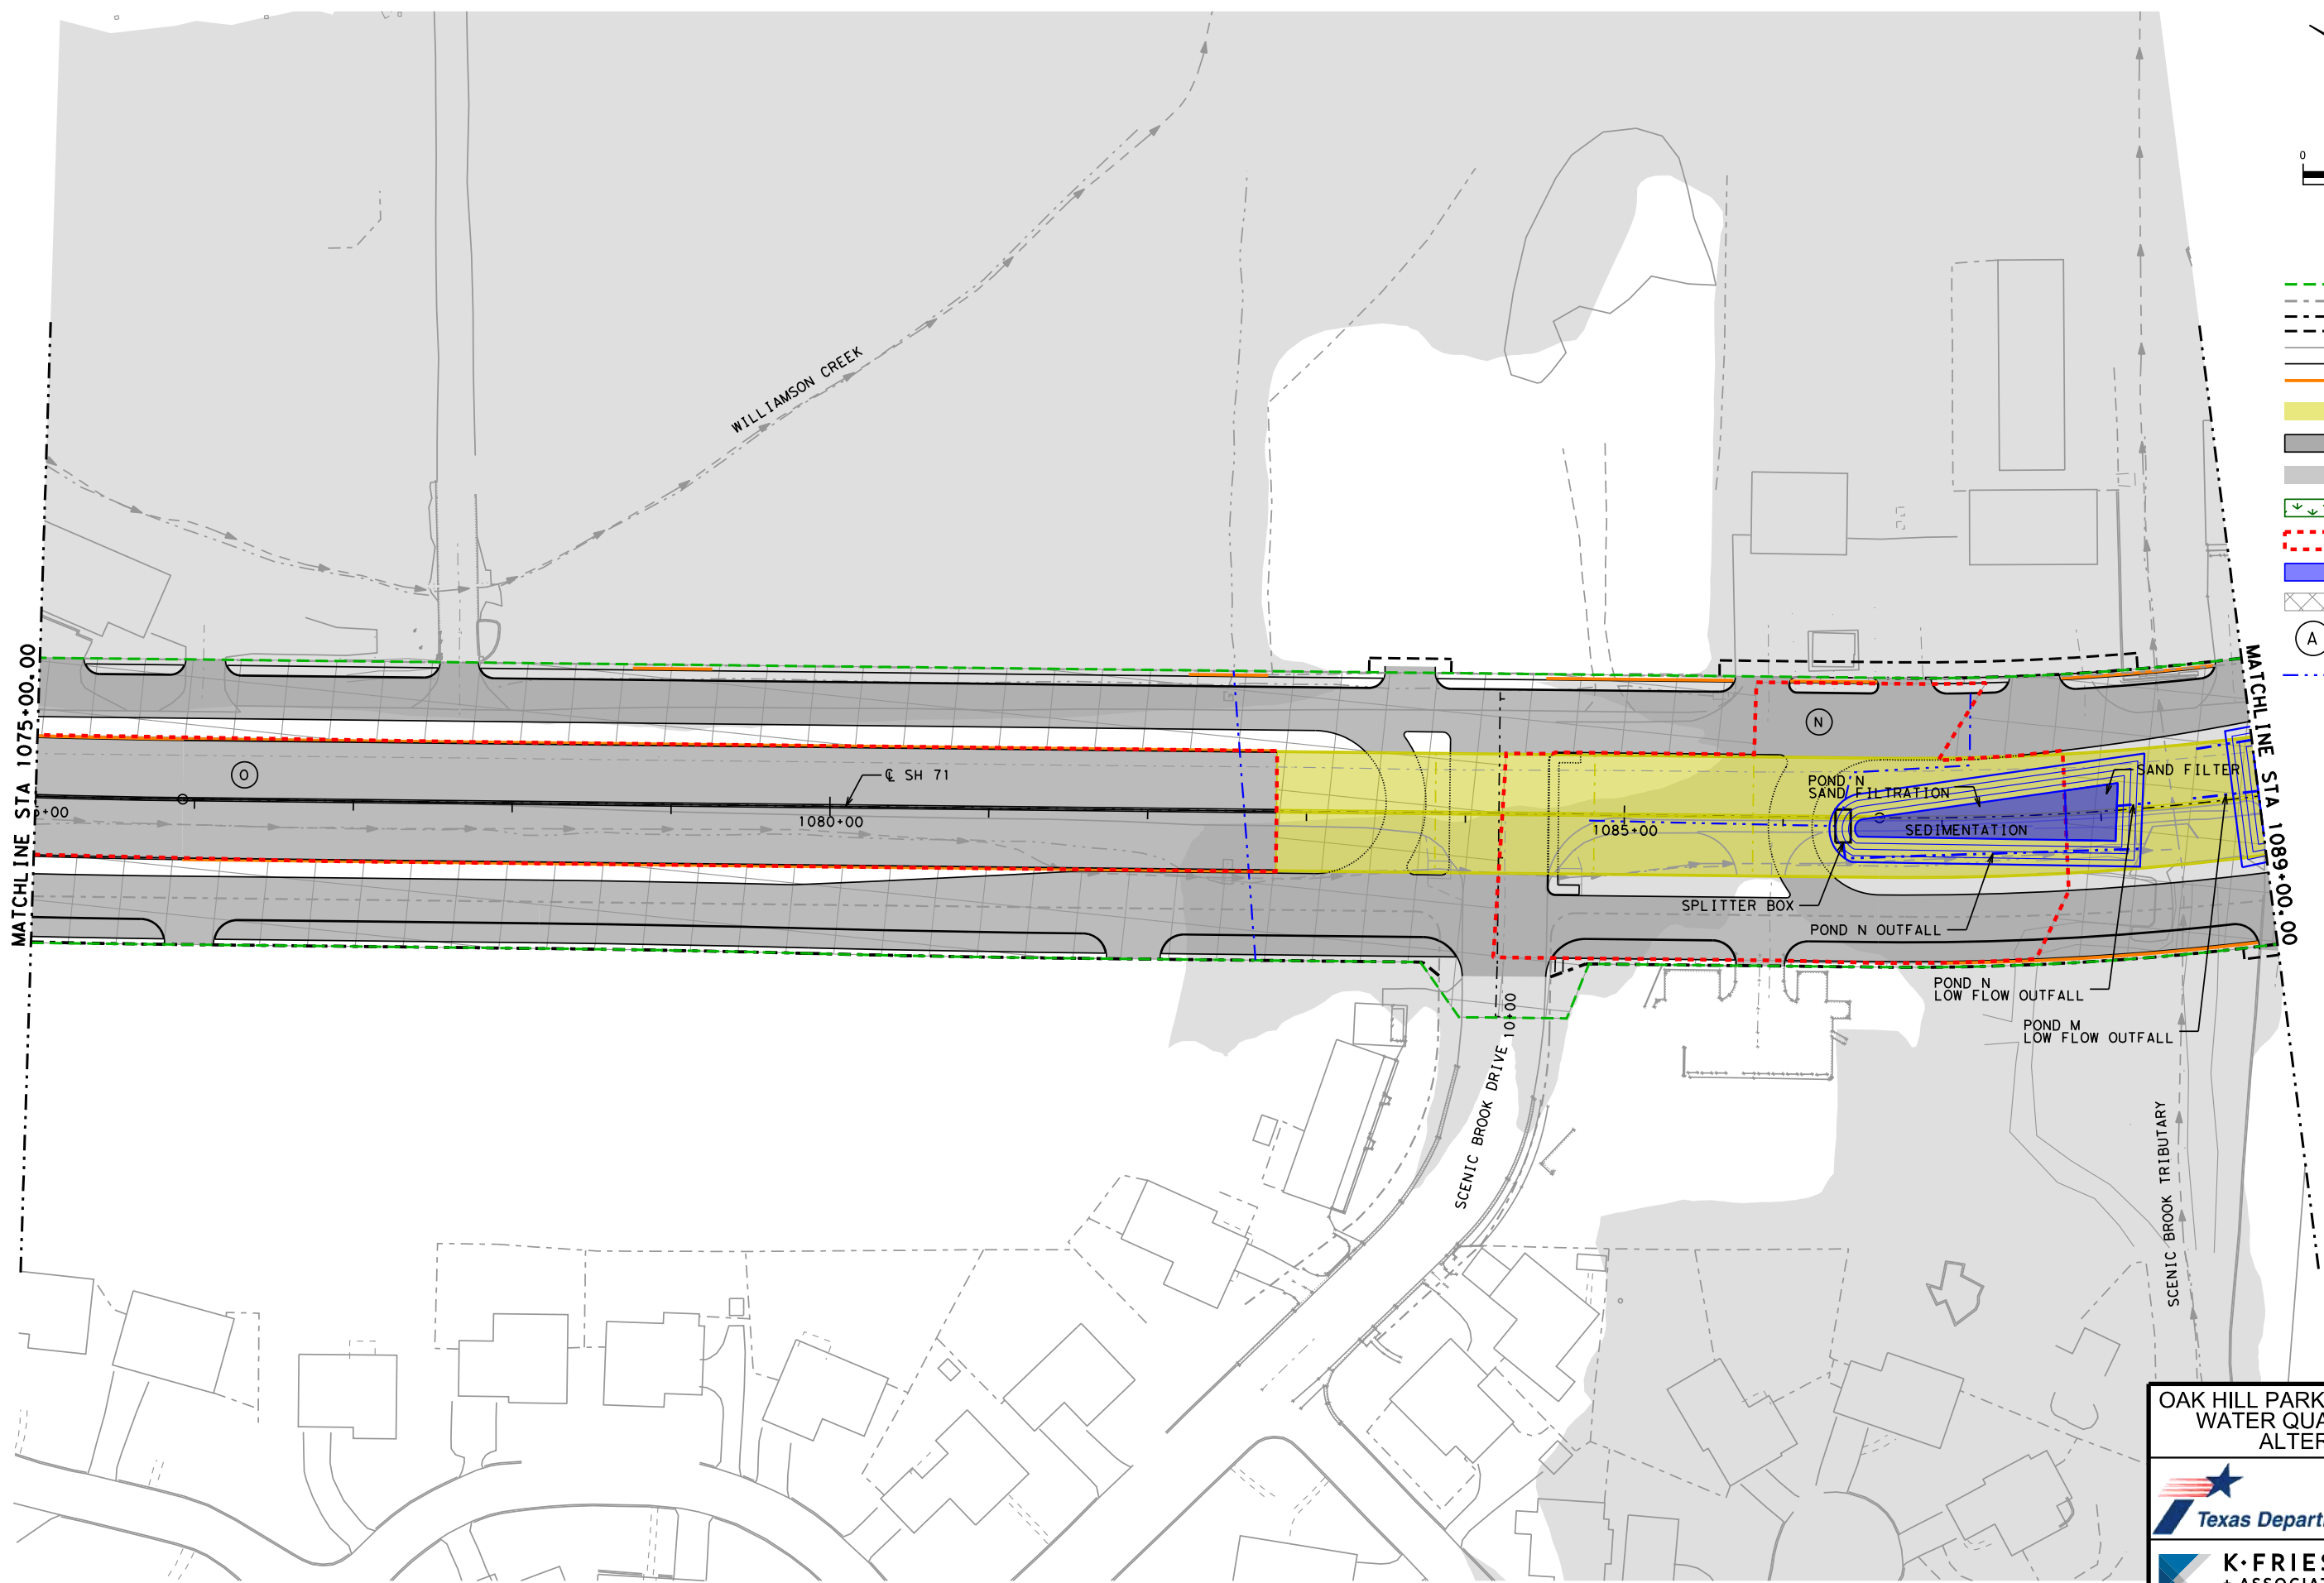 0
WILLIAMSON CREEK
A
MATCHLINE STA 1075+00.00
MATCHLINE STA 1089+00.00
N
O
℄ SH 71
+00
1080+00
1085+00
POND N
SAND FILTRATION
SAND FILTER
SEDIMENTATION
SPLITTER BOX
POND N OUTFALL
POND N
LOW FLOW OUTFALL
POND M
LOW FLOW OUTFALL
SCENIC BROOK DRIVE
10+00
SCENIC BROOK TRIBUTARY
OAK HILL PARK
WATER QUA
ALTER
Texas Depart
K·FRIES
+ ASSOCIAT